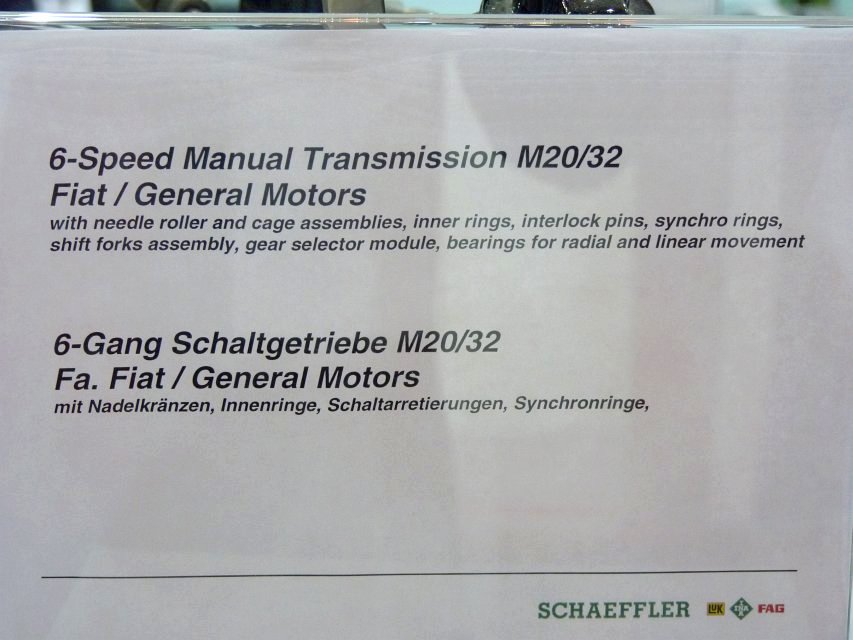 6-Speed Manual Transmission M20/32
Fiat / General Motors
with needle roller and cage assemblies, inner rings, interlock pins, synchro rings,
shift forks assembly, gear selector module, bearings for radial and linear movement
6-Gang Schaltgetriebe M20/32
Fa. Fiat / General Motors
mit Nadelkränzen, Innenringe, Schaltarretierungen, Synchronringe,
SCHAEFFLER LUK INA FAG